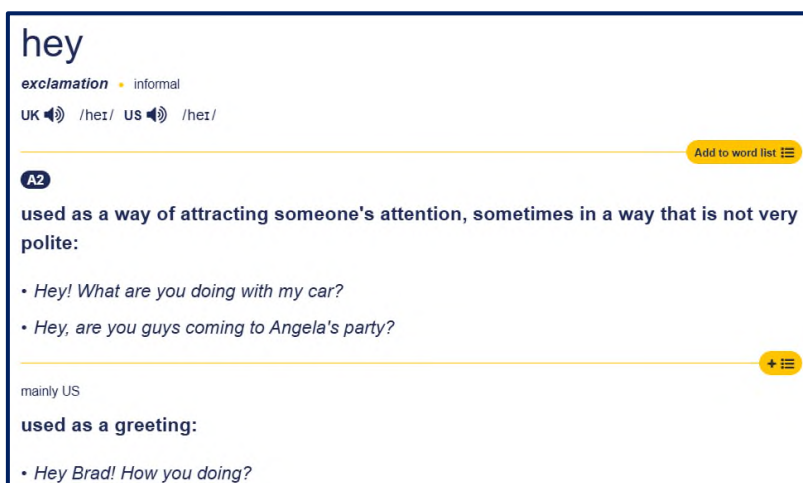 hey
exclamation • informal
UK /heɪ/ US /heɪ/
Add to word list
A2
used as a way of attracting someone's attention, sometimes in a way that is not very
polite:
• Hey! What are you doing with my car?
• Hey, are you guys coming to Angela's party?
+
mainly US
used as a greeting:
• Hey Brad! How you doing?